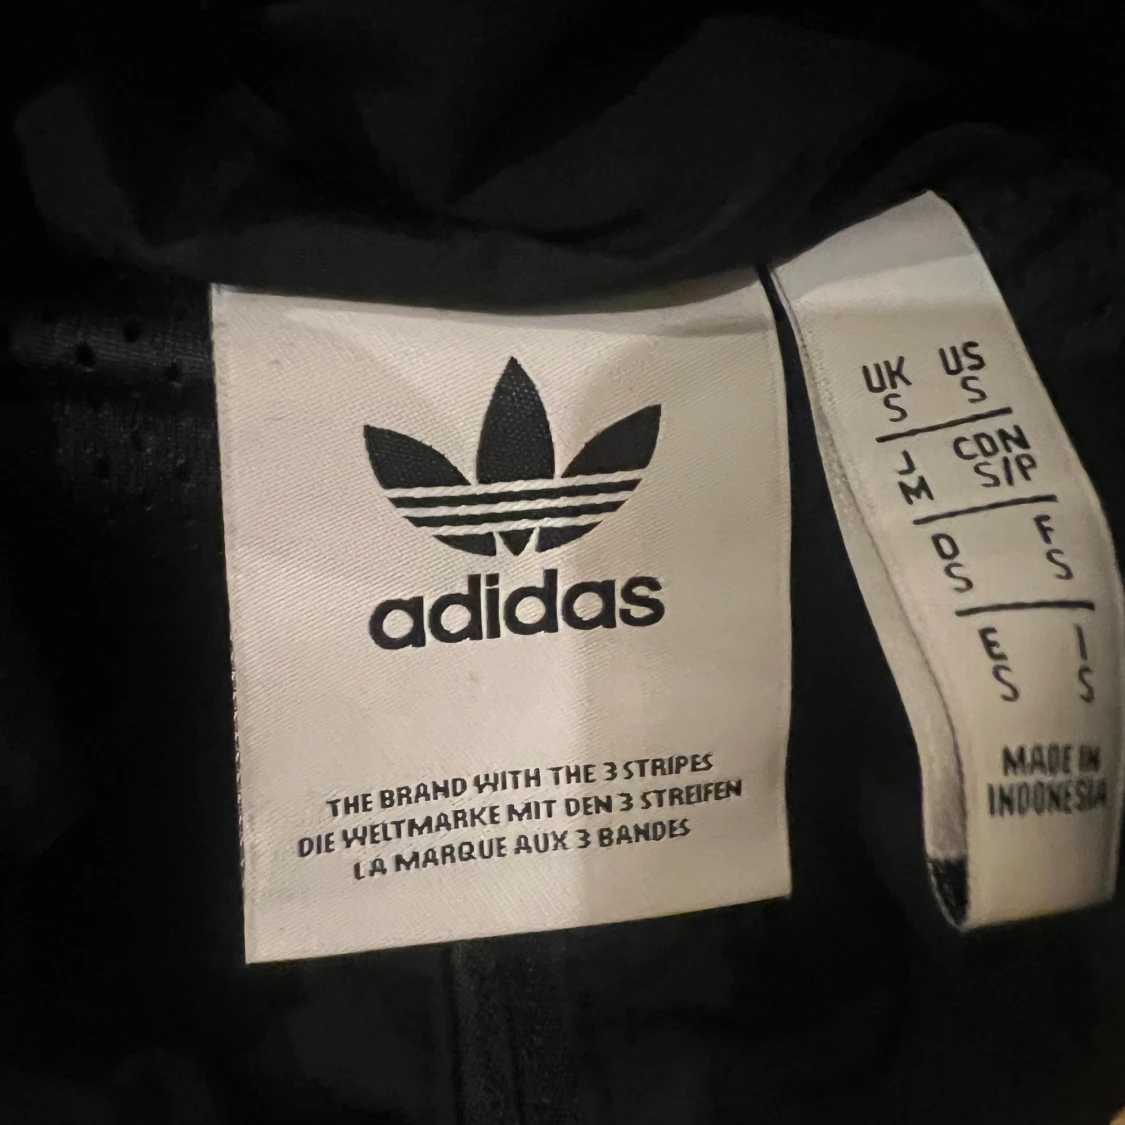 adidas
THE BRAND WITH THE 3 STRIPES
DIE WELTMARKE MIT DEN 3 STREIFEN
LA MARQUE AUX 3 BANDES
UK US
S S
J CDN
M S/P
D F
S S
E I
S S
MADE IN
INDONESIA